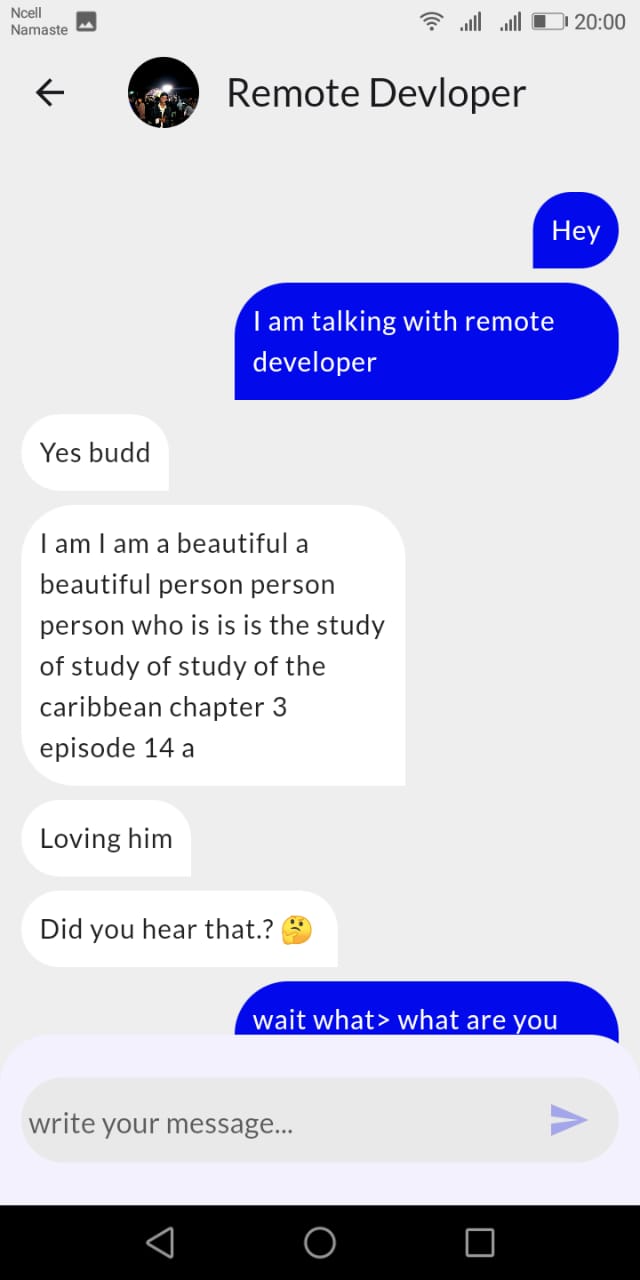 Ncell
Namaste
20:00
Remote Devloper
Hey
I am talking with remote
developer
Yes budd
I am I am a beautiful a
beautiful person person
person who is is is the study
of study of study of the
caribbean chapter 3
episode 14 a
Loving him
Did you hear that.? 🤔
wait what> what are you
write your message...